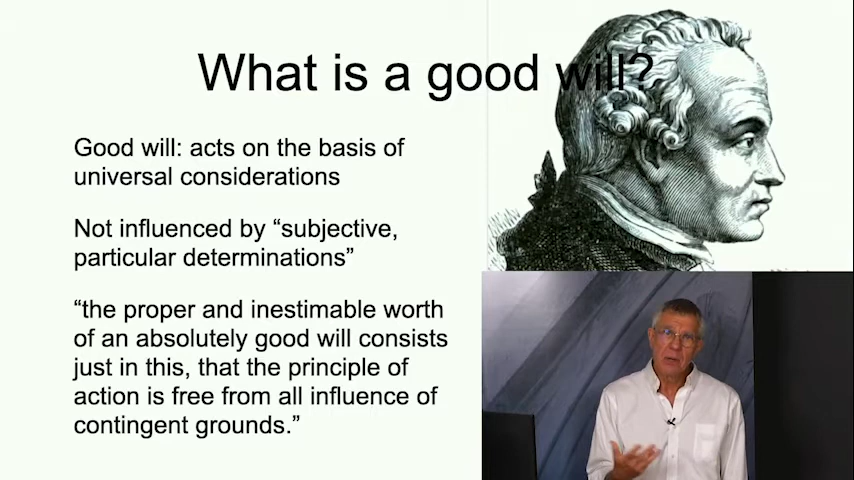 What is a good will?
Good will: acts on the basis of
universal considerations
Not influenced by “subjective,
particular determinations”
“the proper and inestimable worth
of an absolutely good will consists
just in this, that the principle of
action is free from all influence of
contingent grounds.”